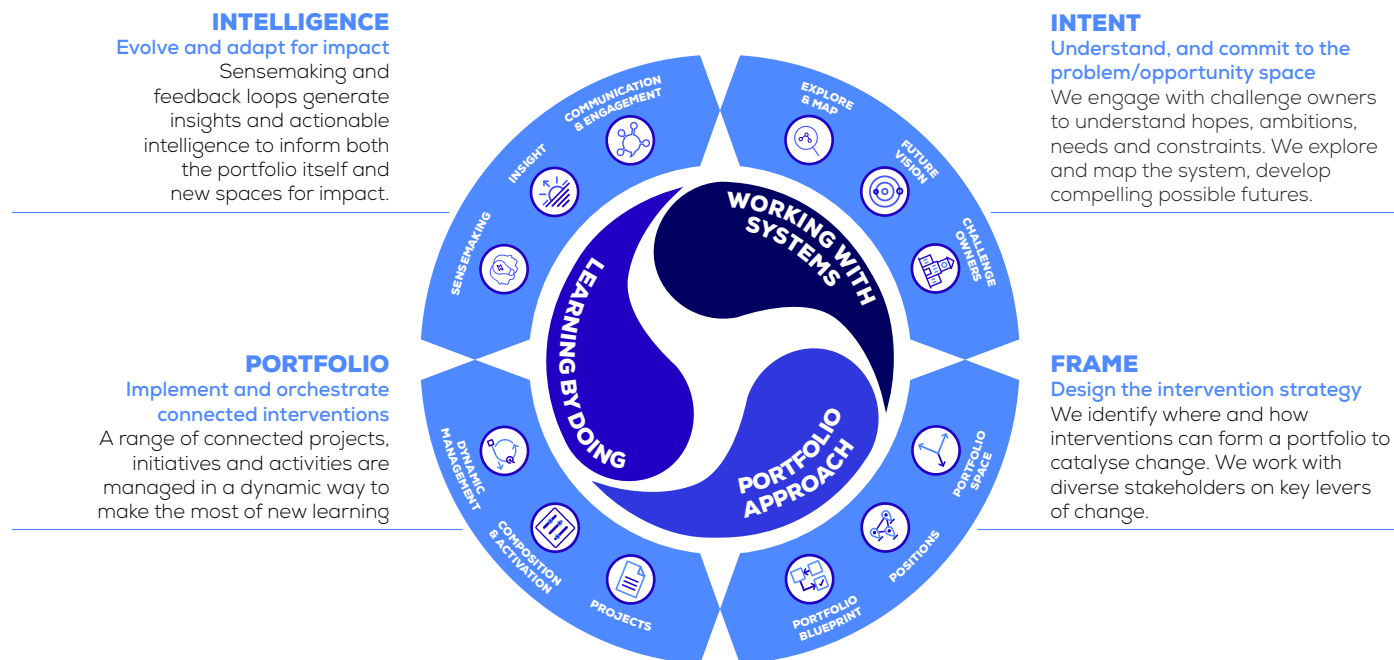 INTELLIGENCE
Evolve and adapt for impact
Sensemaking and
feedback loops generate
insights and actionable
intelligence to inform both
the portfolio itself and
new spaces for impact.
INTENT
Understand, and commit to the
problem/opportunity space
We engage with challenge owners
to understand hopes, ambitions,
needs and constraints. We explore
and map the system, develop
compelling possible futures.
PORTFOLIO
Implement and orchestrate
connected interventions
A range of connected projects,
initiatives and activities are
managed in a dynamic way to
make the most of new learning
FRAME
Design the intervention strategy
We identify where and how
interventions can form a portfolio to
catalyse change. We work with
diverse stakeholders on key levers
of change.
EXPLORE
& MAP
FUTURE
VISION
CHALLENGE
OWNERS
PORTFOLIO
SPACE
POSITIONS
PORTFOLIO
BLUEPRINT
PROJECTS
COMPOSITION
& ACTIVATION
DYNAMIC
MANAGEMENT
SENSEMAKING
INSIGHT
COMMUNICATION
& ENGAGEMENT
WORKING WITH
SYSTEMS
PORTFOLIO
APPROACH
LEARNING BY DOING